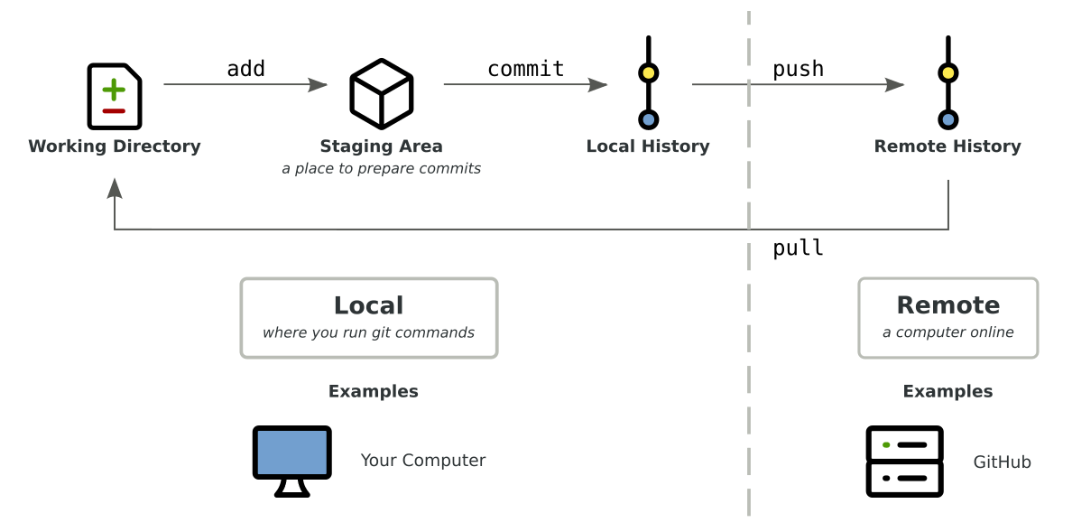 add
commit
push
Working Directory
Staging Area
a place to prepare commits
Local History
Remote History
pull
Local
where you run git commands
Remote
a computer online
Examples
Examples
Your Computer
GitHub